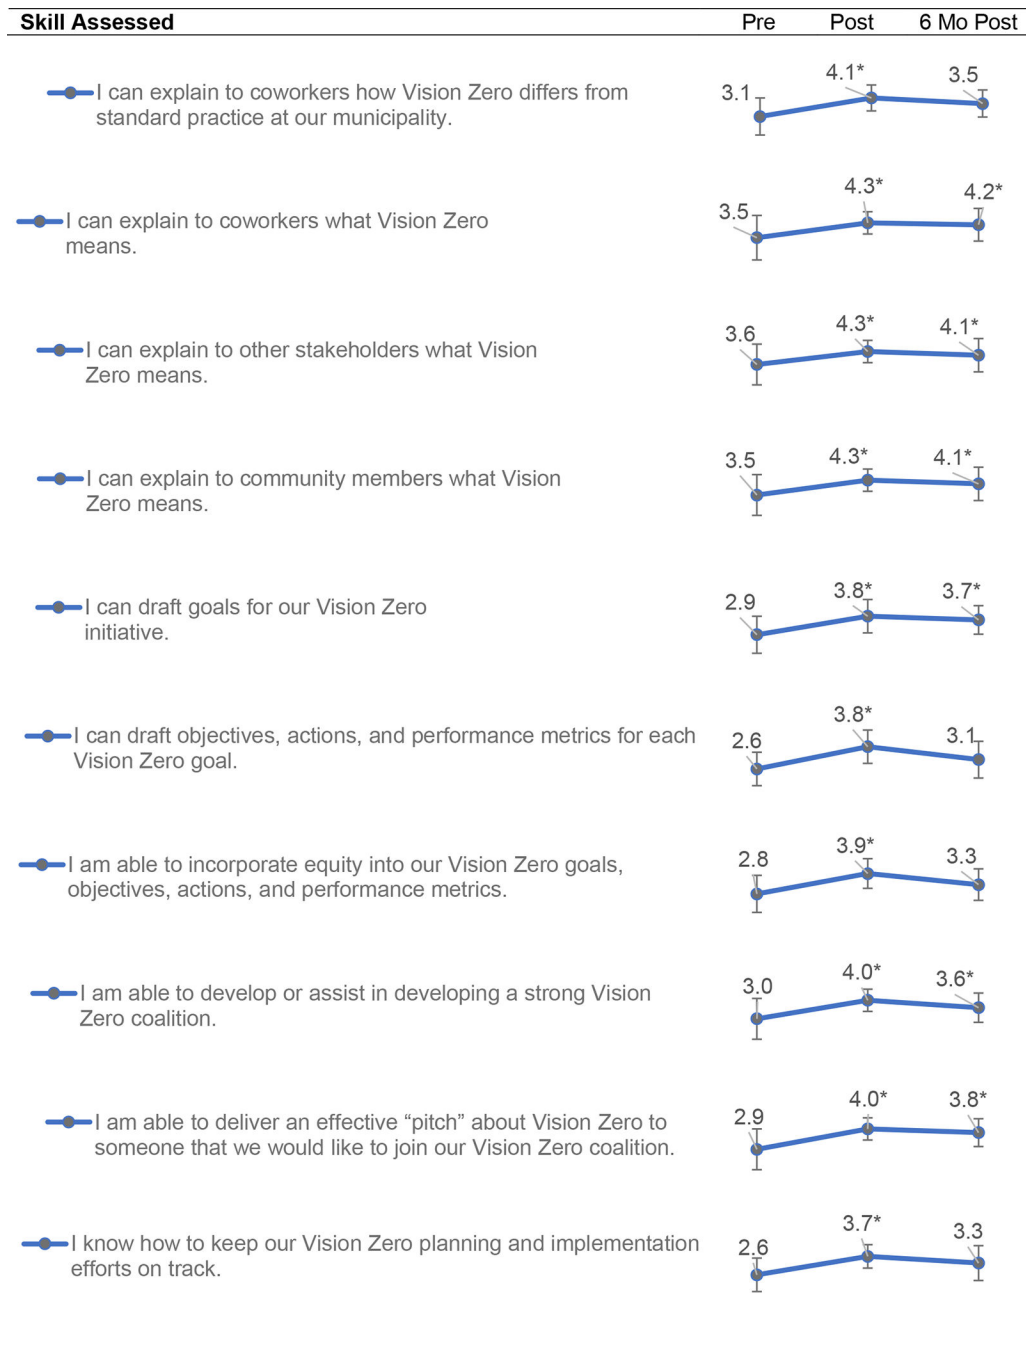 Skill Assessed Pre Post 6 Mo Post
I can explain to coworkers how Vision Zero differs from
standard practice at our municipality.
3.1 4.1* 3.5
I can explain to coworkers what Vision Zero
means.
3.5 4.3* 4.2*
I can explain to other stakeholders what Vision
Zero means.
3.6 4.3* 4.1*
I can explain to community members what Vision
Zero means.
3.5 4.3* 4.1*
I can draft goals for our Vision Zero
initiative.
2.9 3.8* 3.7*
I can draft objectives, actions, and performance metrics for each
Vision Zero goal.
2.6 3.8* 3.1
I am able to incorporate equity into our Vision Zero goals,
objectives, actions, and performance metrics.
2.8 3.9* 3.3
I am able to develop or assist in developing a strong Vision
Zero coalition.
3.0 4.0* 3.6*
I am able to deliver an effective “pitch” about Vision Zero to
someone that we would like to join our Vision Zero coalition.
2.9 4.0* 3.8*
I know how to keep our Vision Zero planning and implementation
efforts on track.
2.6 3.7* 3.3